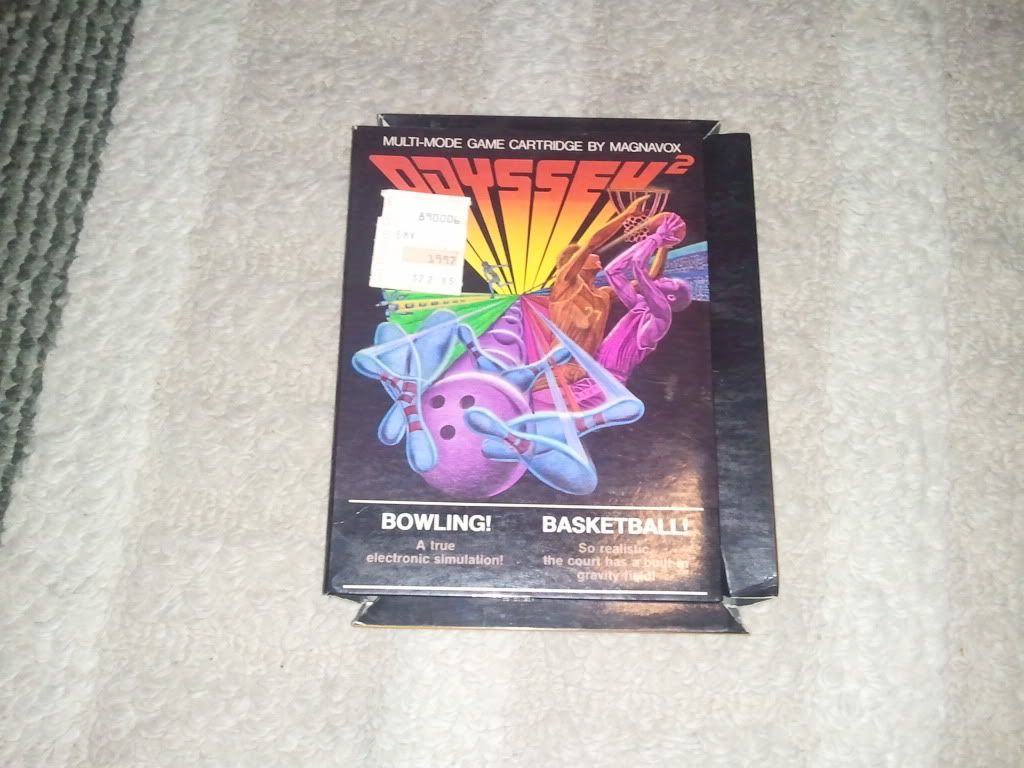 MULTI-MODE GAME CARTRIDGE BY MAGNAVOX
ODYSSEY²
890006
1997
BOWLING!
BASKETBALL!
A true
electronic simulation!
So realistic,
the court has a built in
gravity field!